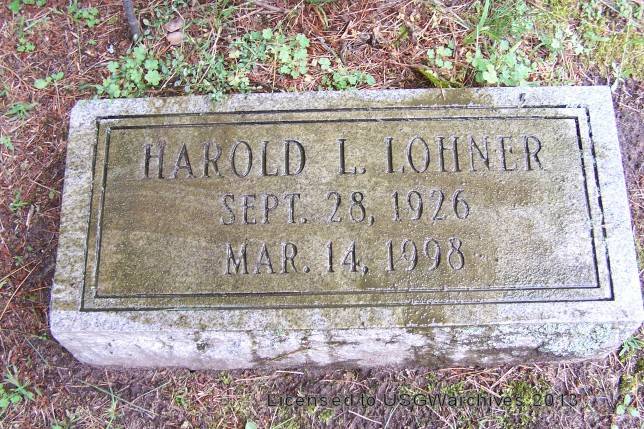 HAROLD L. LOHNER
SEPT. 28, 1926
MAR. 14, 1998
Licensed to USGWarchives 2013